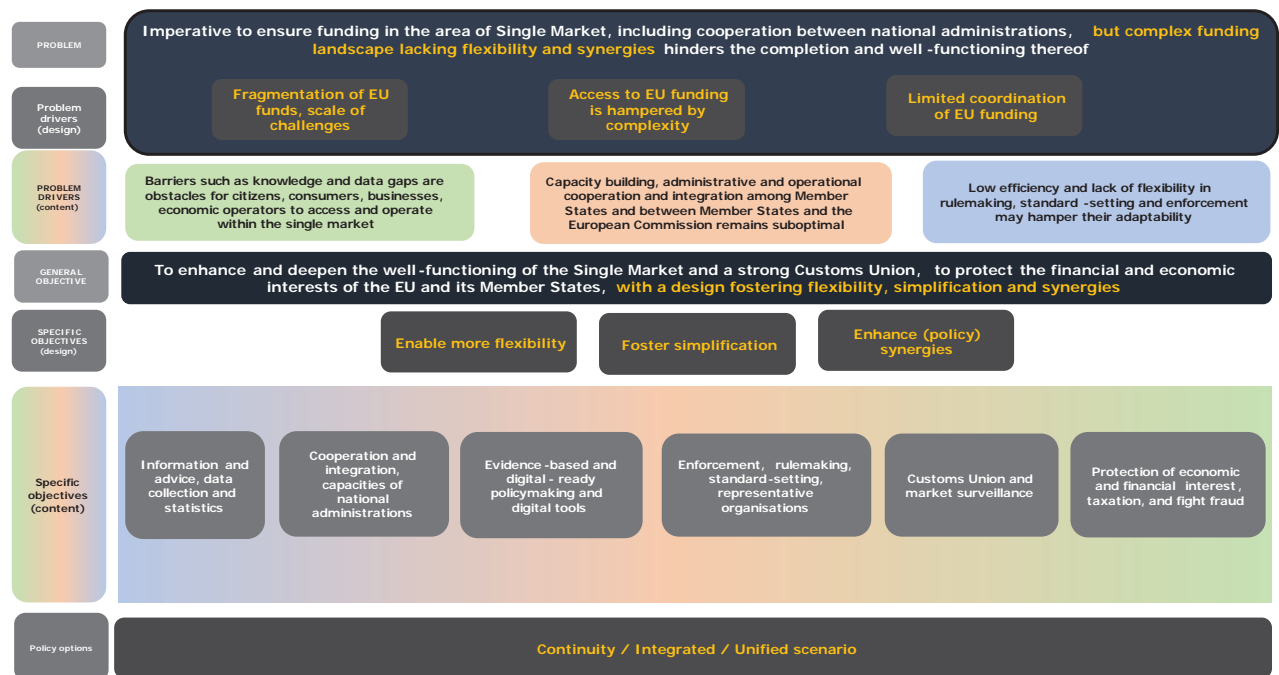 PROBLEM
Imperative to ensure funding in the area of Single Market, including cooperation between national administrations, but complex funding
landscape lacking flexibility and synergies hinders the completion and well -functioning thereof
Problem
drivers
(design)
Fragmentation of EU
funds, scale of
challenges
Access to EU funding
is hampered by
complexity
Limited coordination
of EU funding
PROBLEM
DRIVERS
(content)
Barriers such as knowledge and data gaps are
obstacles for citizens, consumers, businesses,
economic operators to access and operate
within the single market
Capacity building, administrative and operational
cooperation and integration among Member
States and between Member States and the
European Commission remains suboptimal
Low efficiency and lack of flexibility in
rulemaking, standard -setting and enforcement
may hamper their adaptability
GENERAL
OBJECTIVE
To enhance and deepen the well -functioning of the Single Market and a strong Customs Union, to protect the financial and economic
interests of the EU and its Member States, with a design fostering flexibility, simplification and synergies
SPECIFIC
OBJECTIVES
(design)
Enable more flexibility
Foster simplification
Enhance (policy)
synergies
Specific
objectives
(content)
Information and
advice, data
collection and
statistics
Cooperation and
integration,
capacities of
national
administrations
Evidence -based and
digital - ready
policymaking and
digital tools
Enforcement, rulemaking,
standard -setting,
representative
organisations
Customs Union and
market surveillance
Protection of economic
and financial interest,
taxation, and fight fraud
Policy options
Continuity / Integrated / Unified scenario